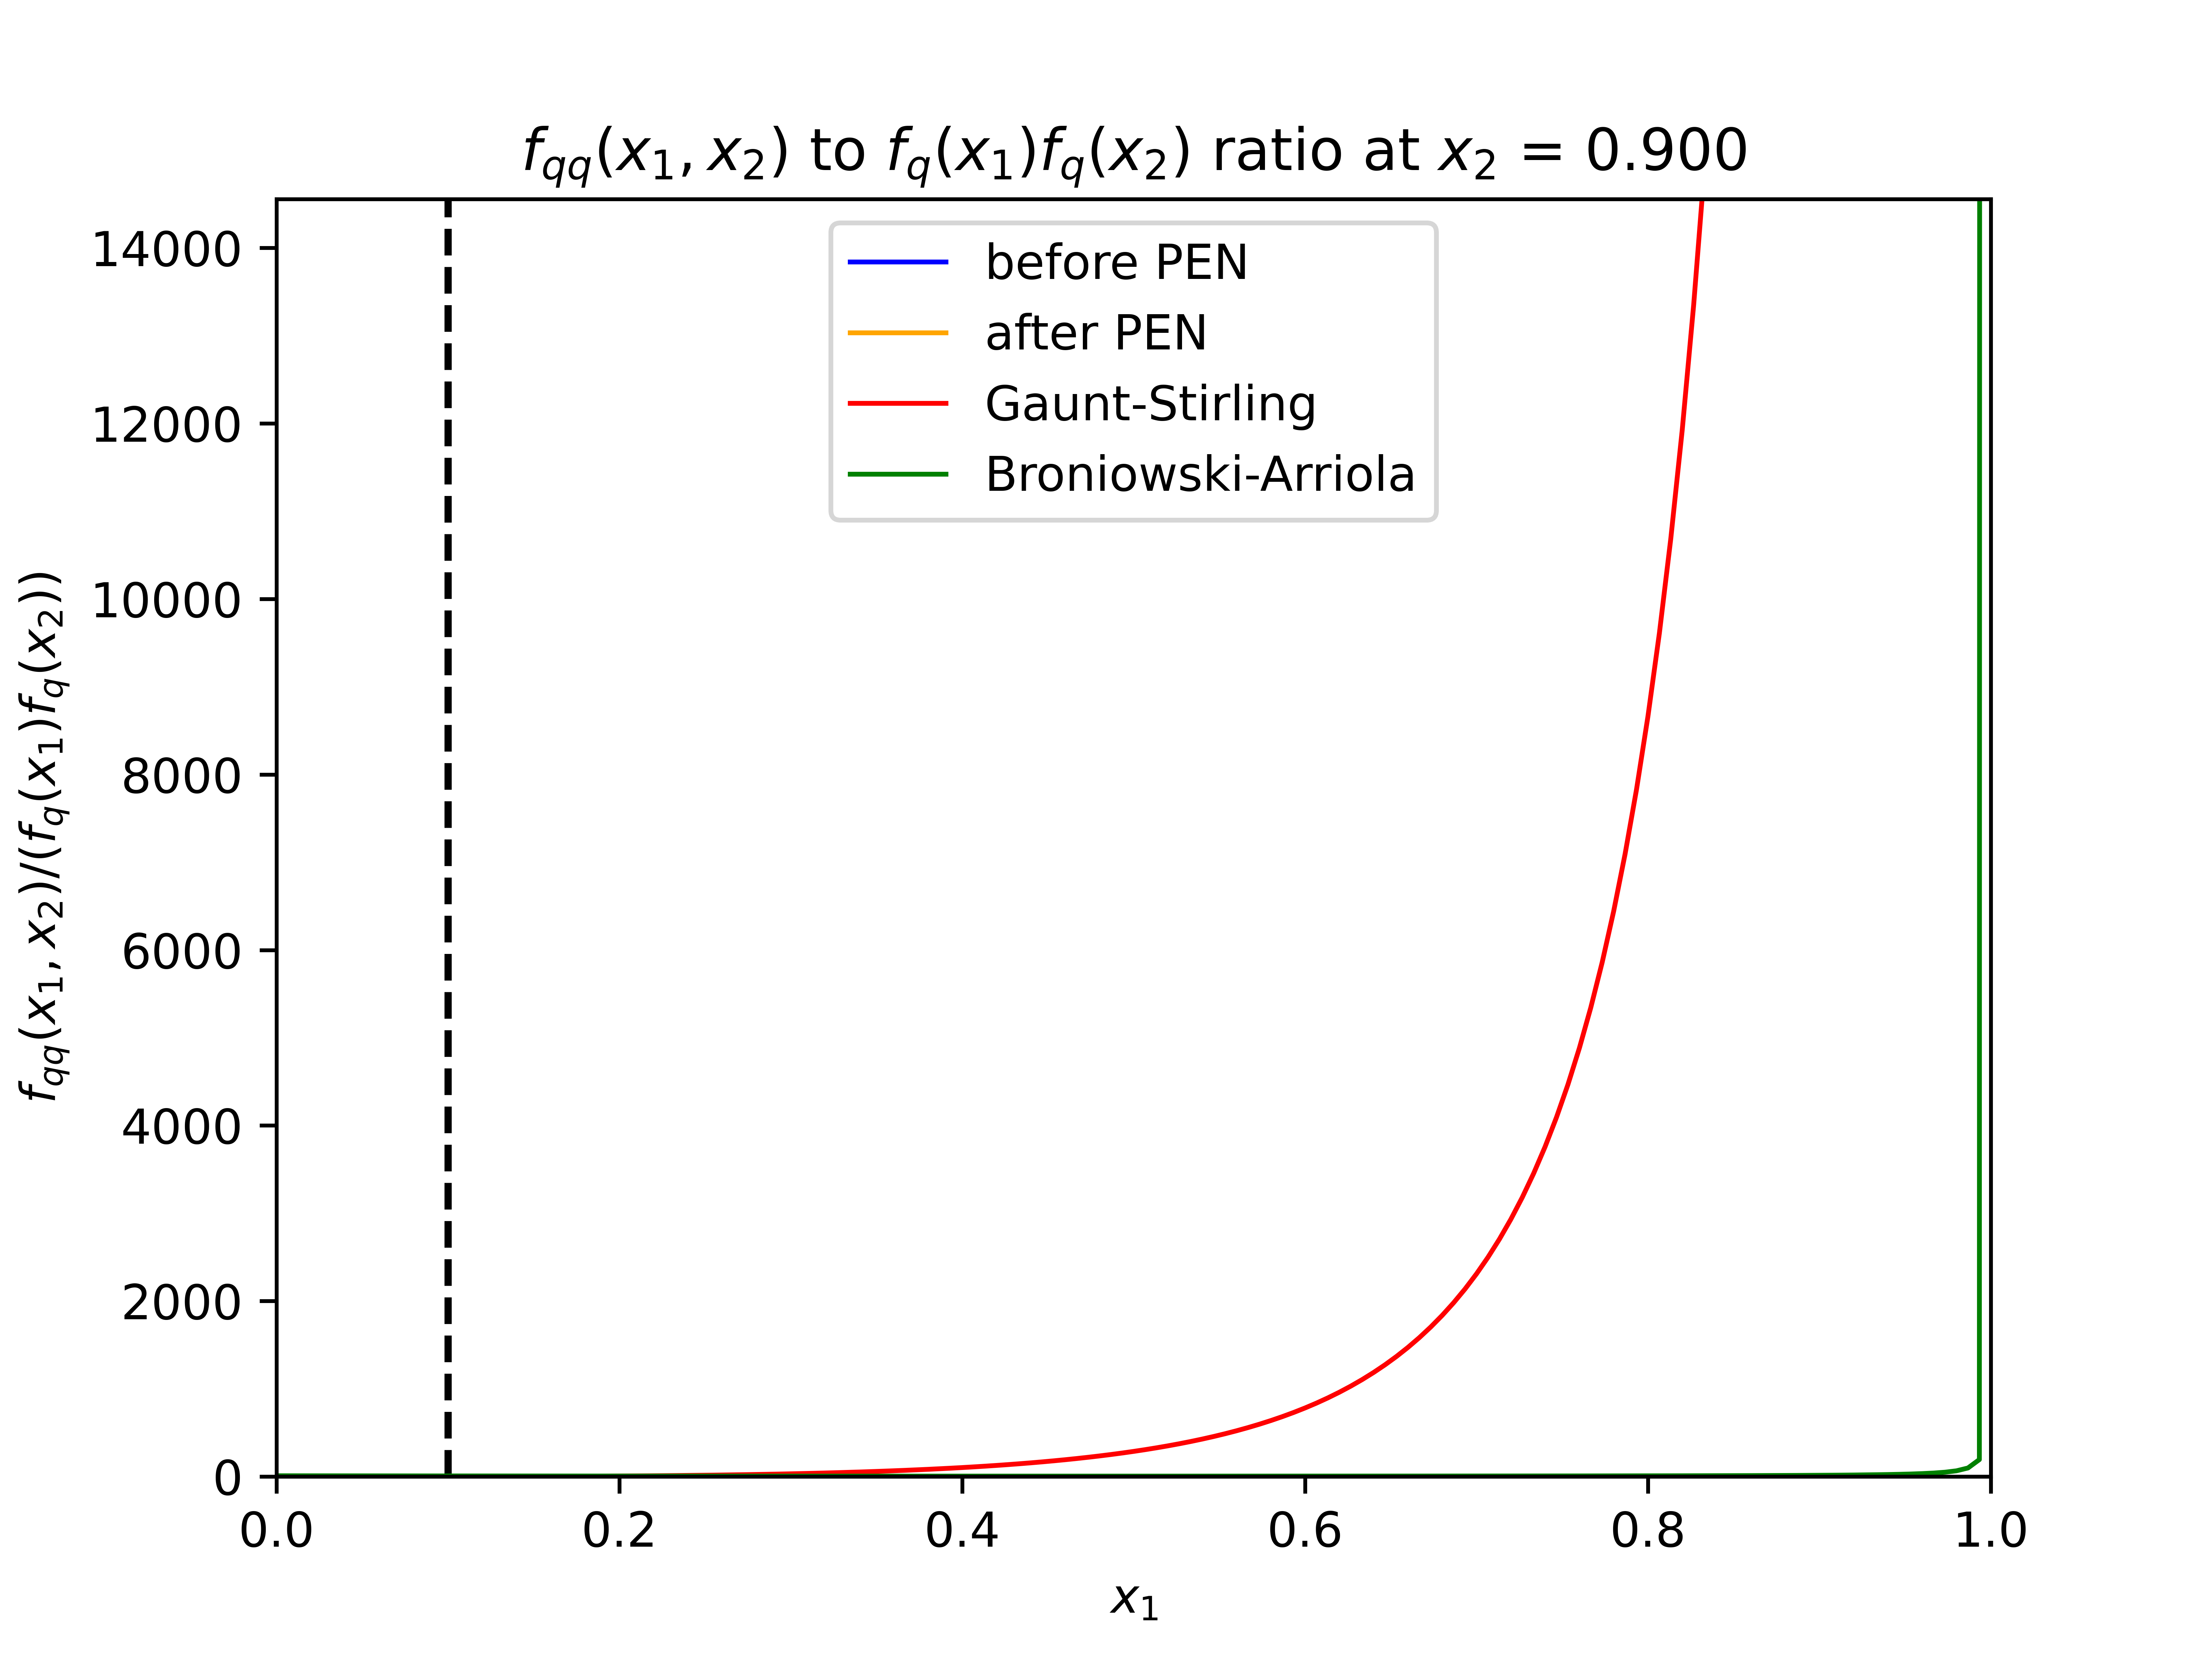 f_qq(x_1, x_2) to f_q(x_1)f_q(x_2) ratio at x_2 = 0.900
before PEN
after PEN
Gaunt-Stirling
Broniowski-Arriola
f_qq(x_1, x_2)/(f_q(x_1)f_q(x_2))
14000
12000
10000
8000
6000
4000
2000
0
0.0 0.2 0.4 0.6 0.8 1.0
x_1